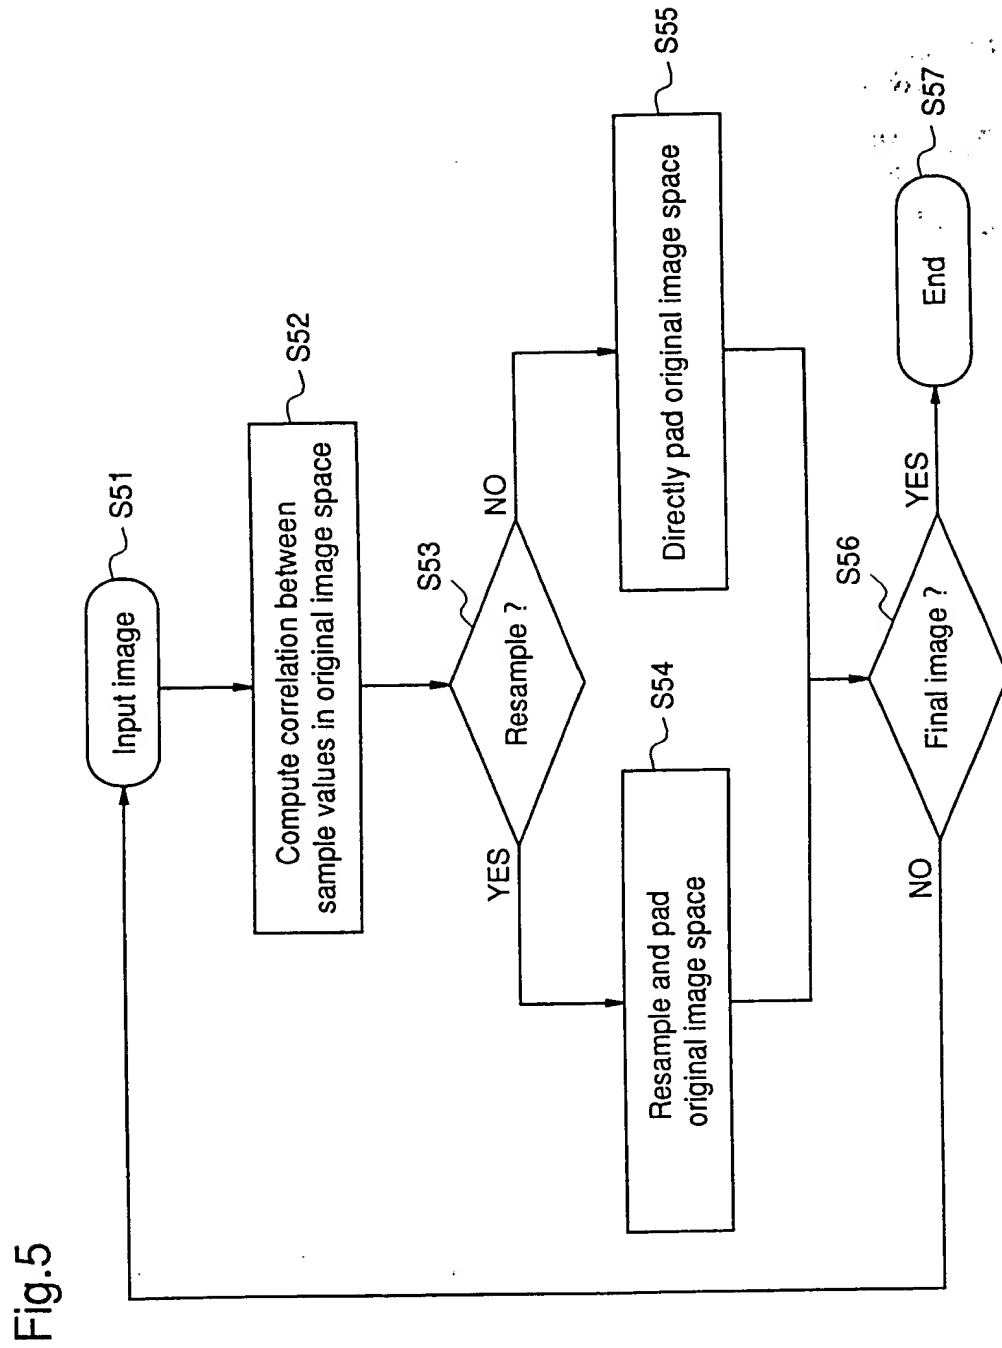 Fig.5
Input image
S51
Compute correlation between
sample values in original image space
S52
Resample ?
S53
YES
NO
Resample and pad
original image space
S54
Directly pad original image space
S55
Final image ?
S56
NO
YES
End
S57